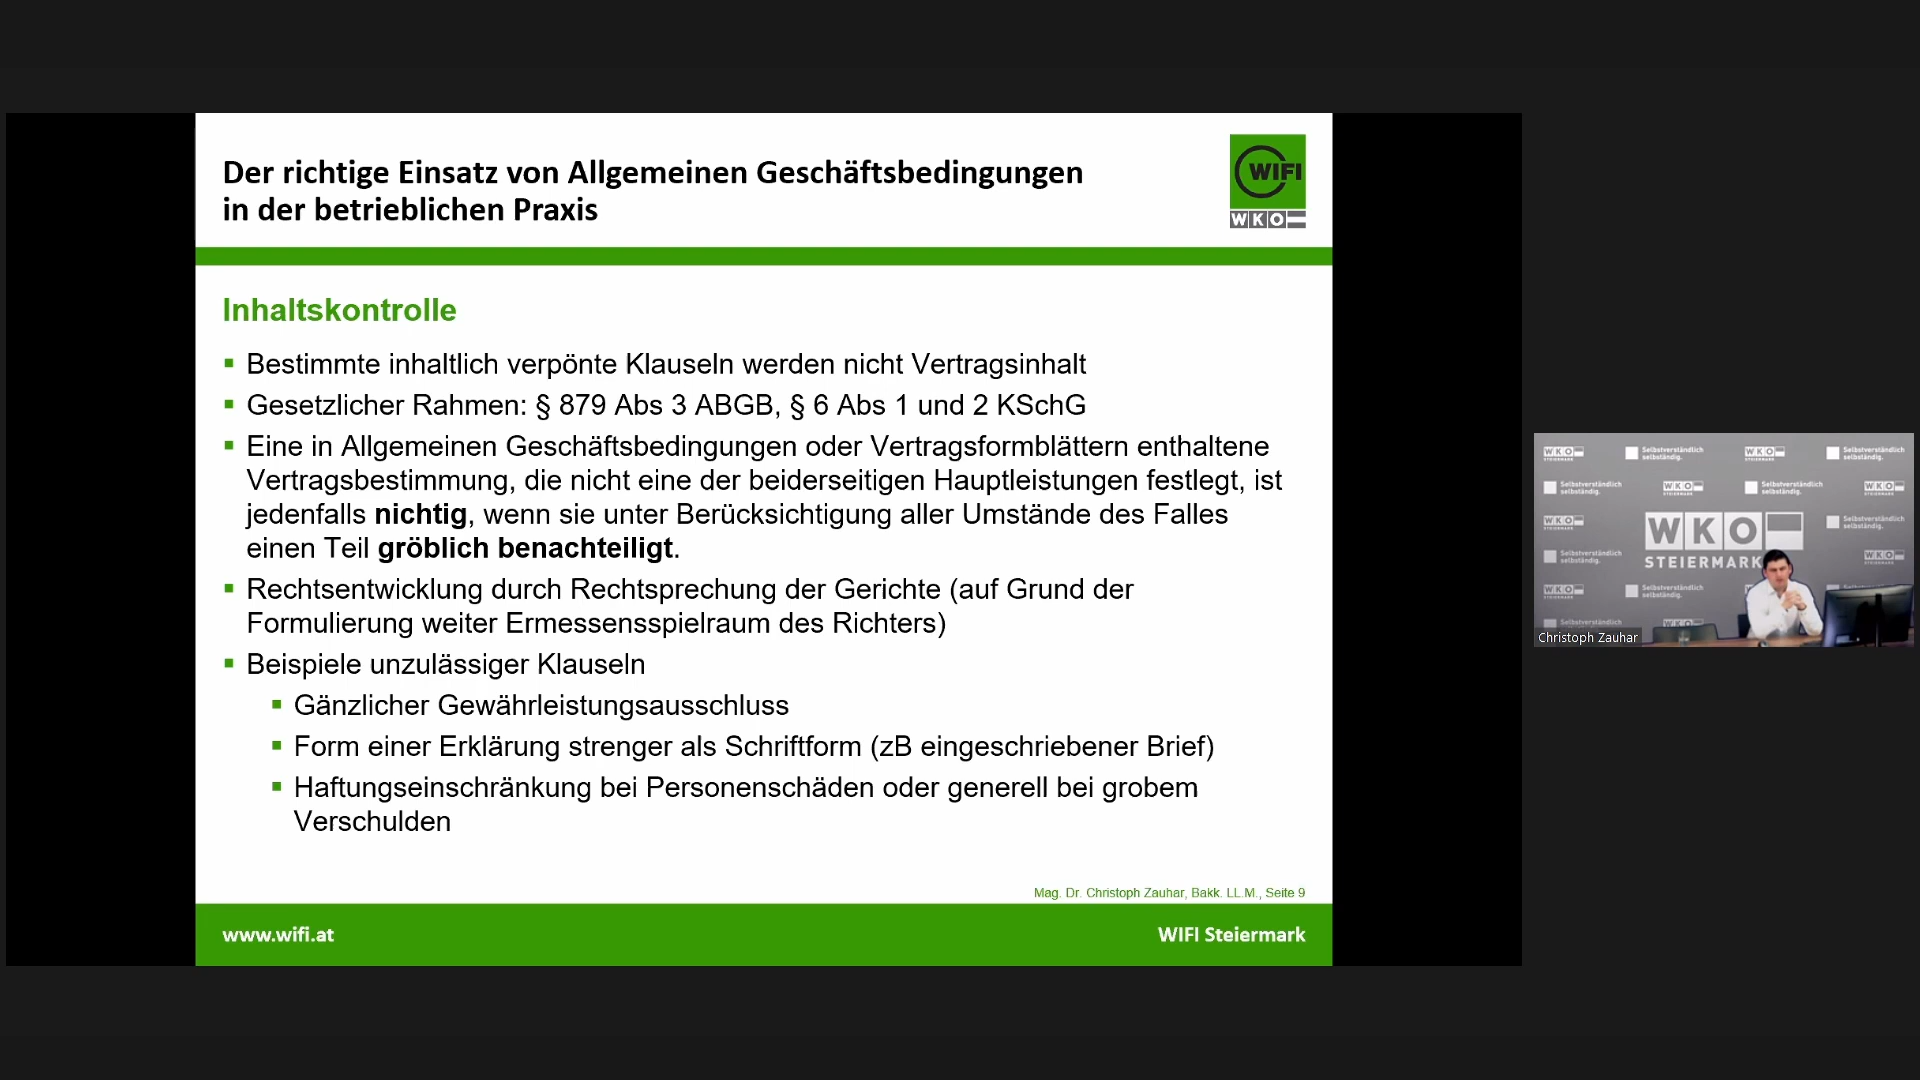 Der richtige Einsatz von Allgemeinen Geschäftsbedingungen
in der betrieblichen Praxis
WIFI
WKO
Inhaltskontrolle
Bestimmte inhaltlich verpönte Klauseln werden nicht Vertragsinhalt
Gesetzlicher Rahmen: § 879 Abs 3 ABGB, § 6 Abs 1 und 2 KSchG
Eine in Allgemeinen Geschäftsbedingungen oder Vertragsformblättern enthaltene
Vertragsbestimmung, die nicht eine der beiderseitigen Hauptleistungen festlegt, ist
jedenfalls nichtig, wenn sie unter Berücksichtigung aller Umstände des Falles
einen Teil gröblich benachteiligt.
Rechtsentwicklung durch Rechtsprechung der Gerichte (auf Grund der
Formulierung weiter Ermessensspielraum des Richters)
Beispiele unzulässiger Klauseln
Gänzlicher Gewährleistungsausschluss
Form einer Erklärung strenger als Schriftform (zB eingeschriebener Brief)
Haftungseinschränkung bei Personenschäden oder generell bei grobem
Verschulden
Mag. Dr. Christoph Zauhar, Bakk. LL.M., Seite 9
www.wifi.at
WIFI Steiermark
WKO
STEIERMARK
Selbstverständlich
selbständig.
Christoph Zauhar